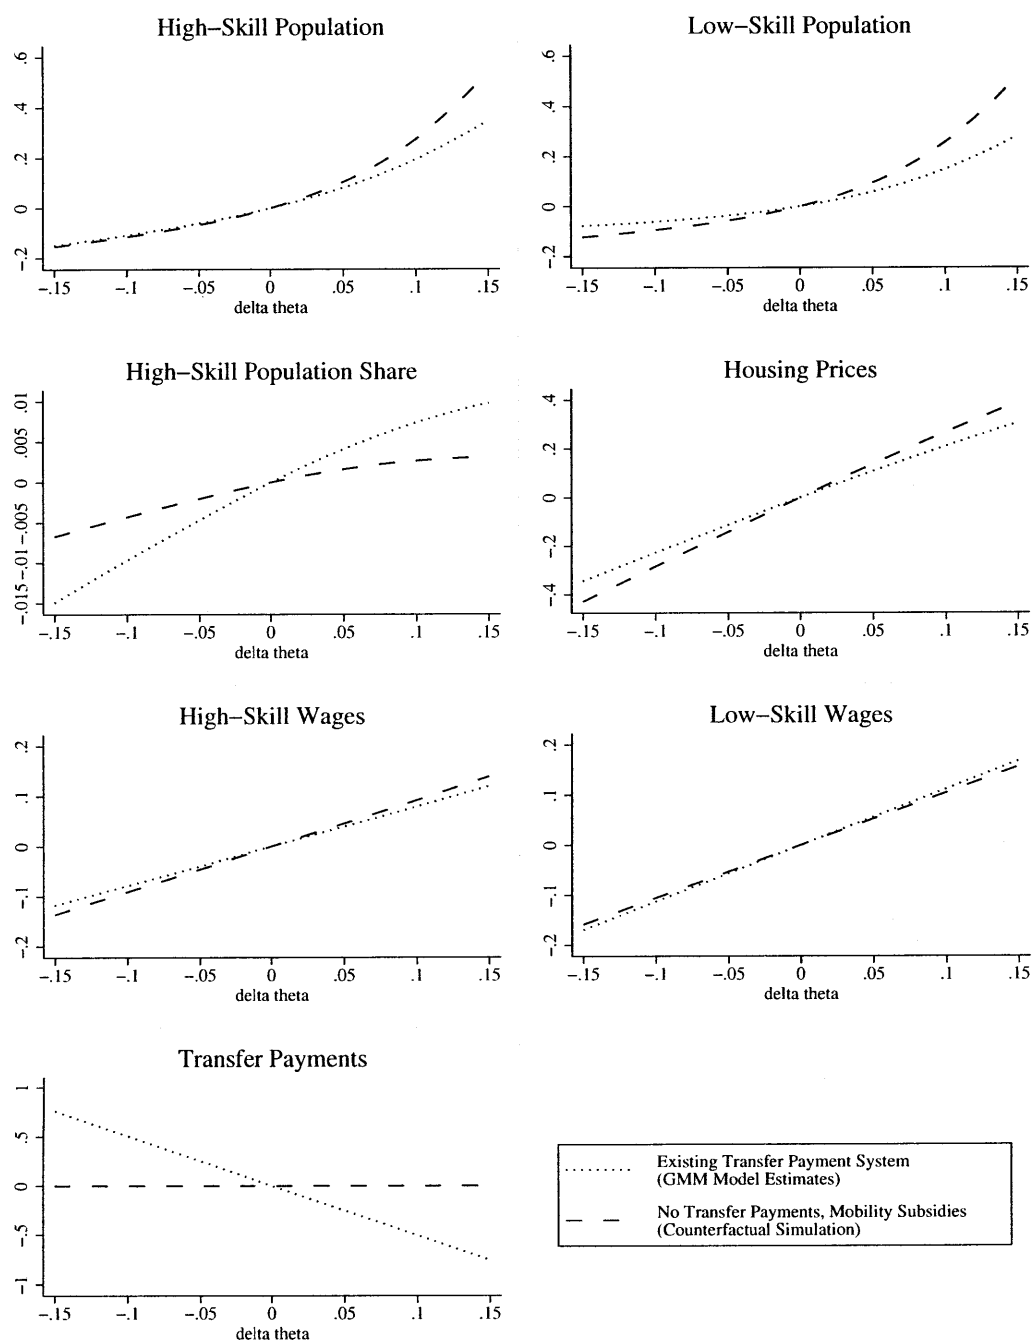 High–Skill Population
.6
.4
.2
0
–.2
–.15 –.1 –.05 0 .05 .1 .15
delta theta
Low–Skill Population
.6
.4
.2
0
–.2
–.15 –.1 –.05 0 .05 .1 .15
delta theta
High–Skill Population Share
.01
.005
0
–.005
–.01
–.015
–.15 –.1 –.05 0 .05 .1 .15
delta theta
Housing Prices
.4
.2
0
–.2
–.4
–.15 –.1 –.05 0 .05 .1 .15
delta theta
High–Skill Wages
.2
.1
0
–.1
–.2
–.15 –.1 –.05 0 .05 .1 .15
delta theta
Low–Skill Wages
.2
.1
0
–.1
–.2
–.15 –.1 –.05 0 .05 .1 .15
delta theta
Transfer Payments
1
.5
0
–.5
–1
–.15 –.1 –.05 0 .05 .1 .15
delta theta
Existing Transfer Payment System
(GMM Model Estimates)
No Transfer Payments, Mobility Subsidies
(Counterfactual Simulation)